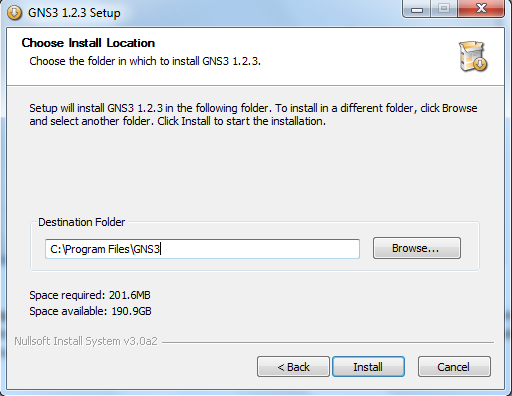 GNS3 1.2.3 Setup
Choose Install Location
Choose the folder in which to install GNS3 1.2.3.
Setup will install GNS3 1.2.3 in the following folder. To install in a different folder, click Browse
and select another folder. Click Install to start the installation.
Destination Folder
C:\Program Files\GNS3
Browse...
Space required: 201.6MB
Space available: 190.9GB
Nullsoft Install System v3.0a2
< Back
Install
Cancel